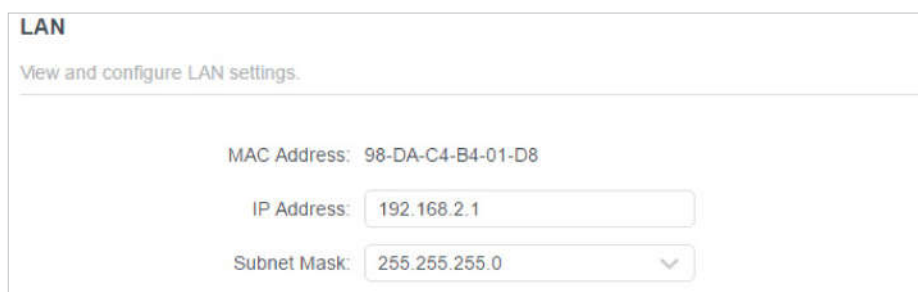 LAN
View and configure LAN settings.
MAC Address: 98-DA-C4-B4-01-D8
IP Address: 192.168.2.1
Subnet Mask: 255.255.255.0